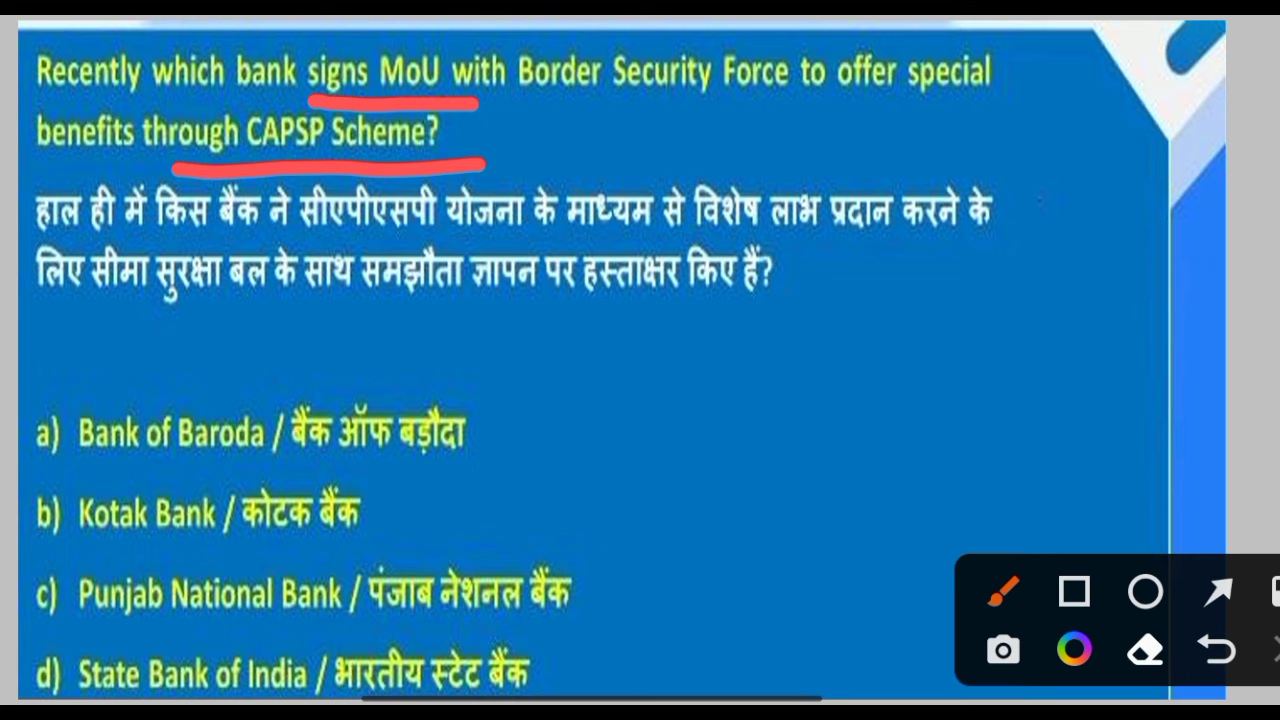 Recently which bank signs MoU with Border Security Force to offer special
benefits through CAPSP Scheme?
हाल ही में किस बैंक ने सीएपीएसपी योजना के माध्यम से विशेष लाभ प्रदान करने के
लिए सीमा सुरक्षा बल के साथ समझौता ज्ञापन पर हस्ताक्षर किए हैं?
a) Bank of Baroda / बैंक ऑफ बड़ौदा
b) Kotak Bank / कोटक बैंक
c) Punjab National Bank / पंजाब नेशनल बैंक
d) State Bank of India / भारतीय स्टेट बैंक